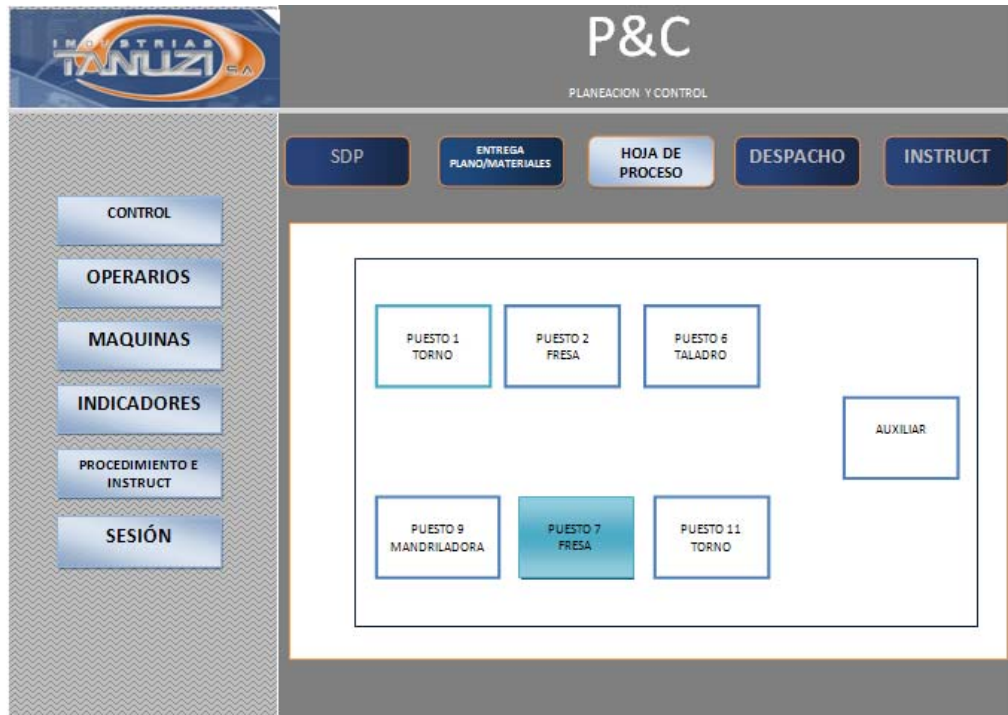 INDUSTRIAS
TANUZI S.A
P&C
PLANEACION Y CONTROL
SDP
ENTREGA
PLANO/MATERIALES
HOJA DE
PROCESO
DESPACHO
INSTRUCT
CONTROL
OPERARIOS
MAQUINAS
INDICADORES
PROCEDIMIENTO E
INSTRUCT
SESIÓN
PUESTO 1
TORNO
PUESTO 2
FRESA
PUESTO 6
TALADRO
AUXILIAR
PUESTO 9
MANDRILADORA
PUESTO 7
FRESA
PUESTO 11
TORNO